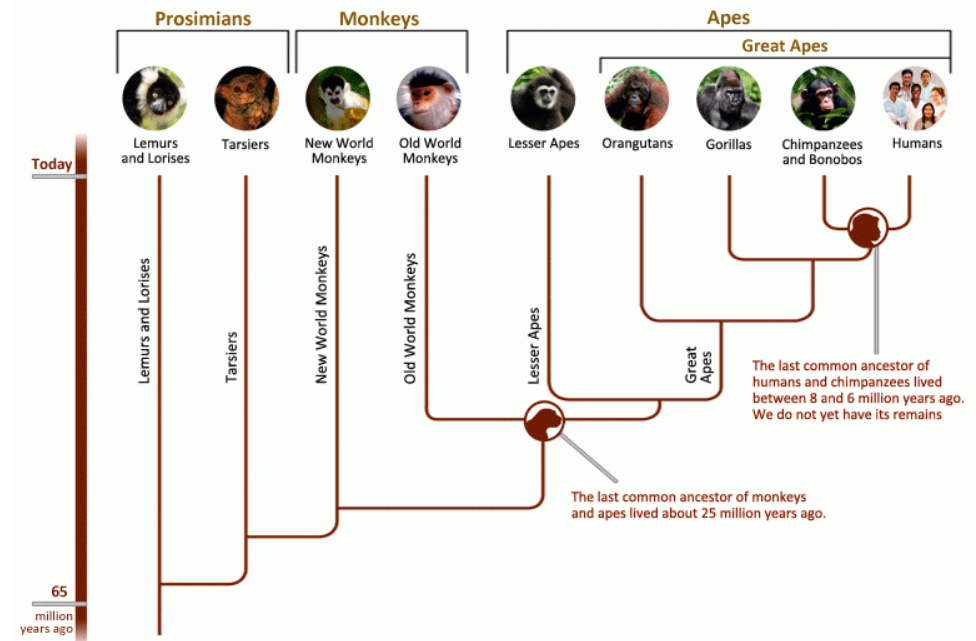 Prosimians
Monkeys
Apes
Great Apes
Lemurs
and Lorises
Tarsiers
New World
Monkeys
Old World
Monkeys
Lesser Apes
Orangutans
Gorillas
Chimpanzees
and Bonobos
Humans
Today
Lemurs and Lorises
Tarsiers
New World Monkeys
Old World Monkeys
Lesser Apes
Great
Apes
The last common ancestor of
humans and chimpanzees lived
between 8 and 6 million years ago.
We do not yet have its remains
The last common ancestor of monkeys
and apes lived about 25 million years ago.
65
million
years ago